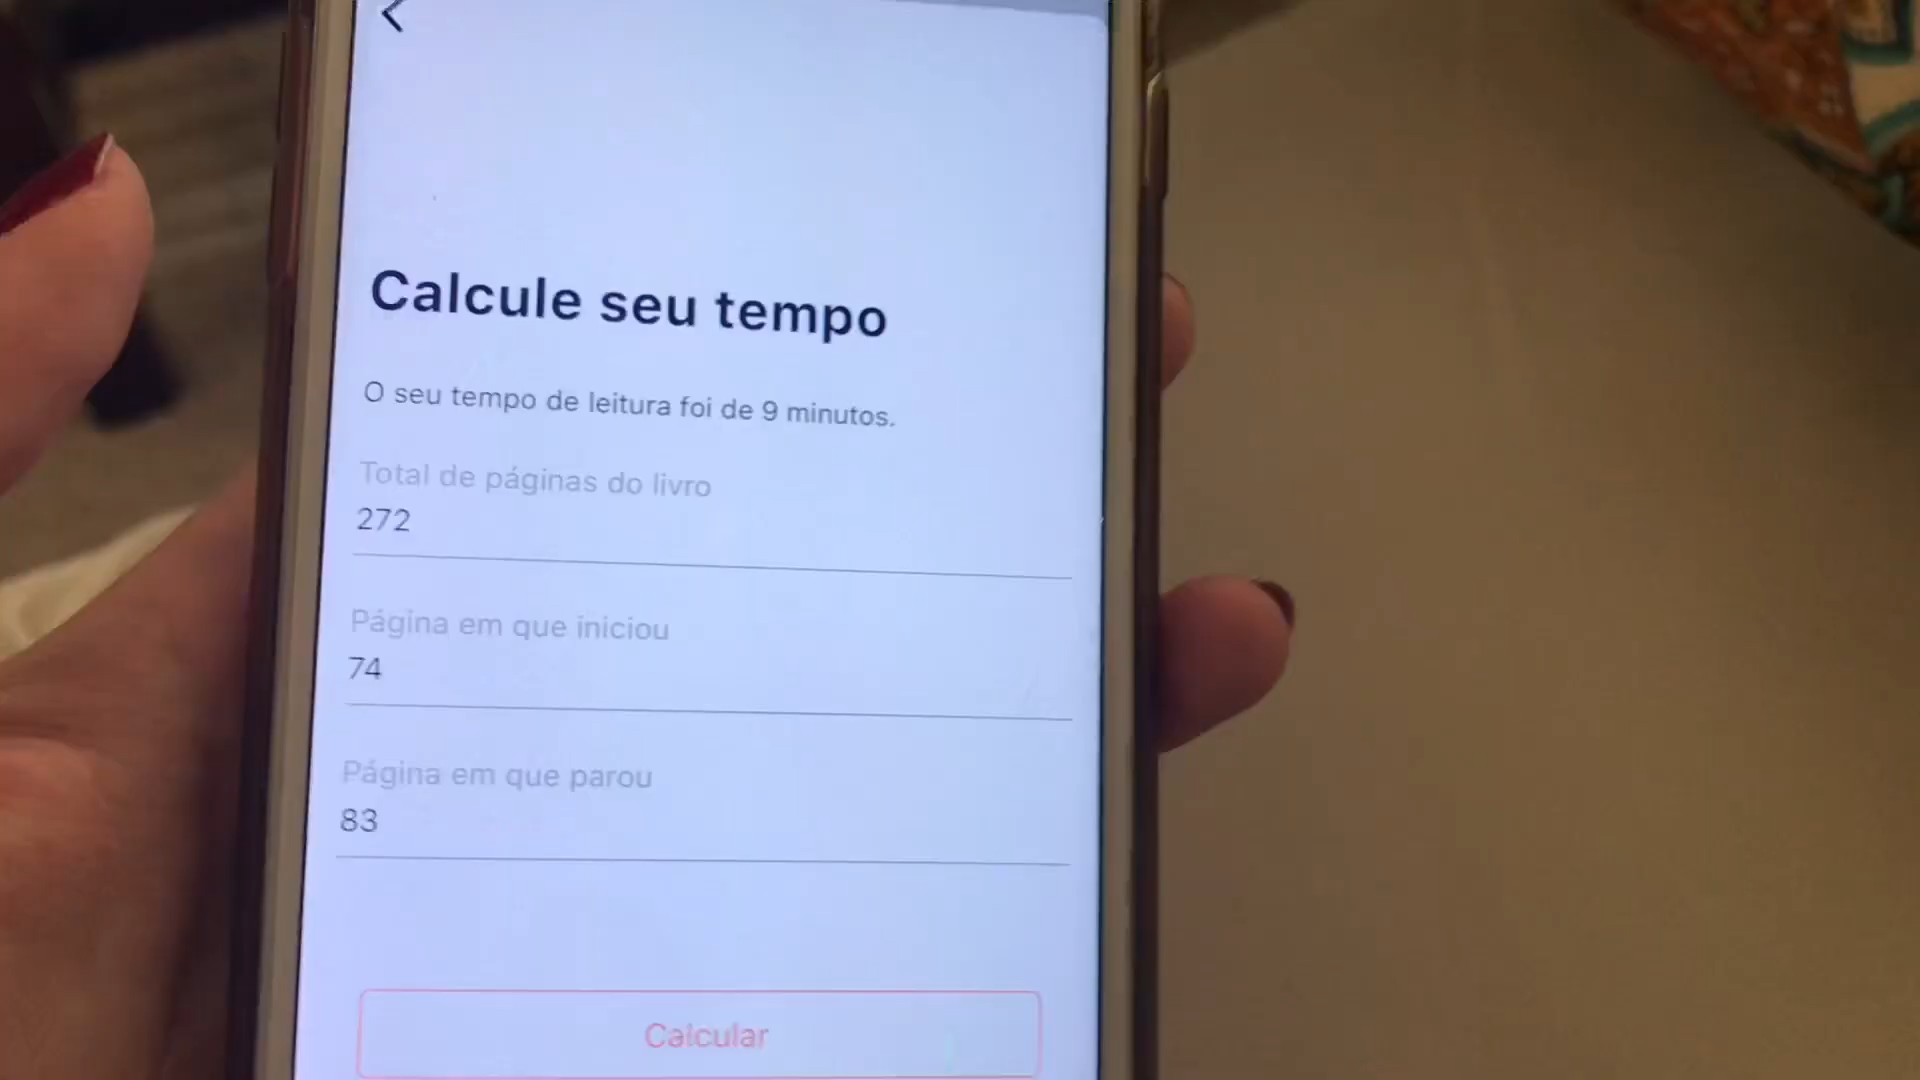 Calcule seu tempo
O seu tempo de leitura foi de 9 minutos.
Total de páginas do livro
272
Página em que iniciou
74
Página em que parou
83
Calcular